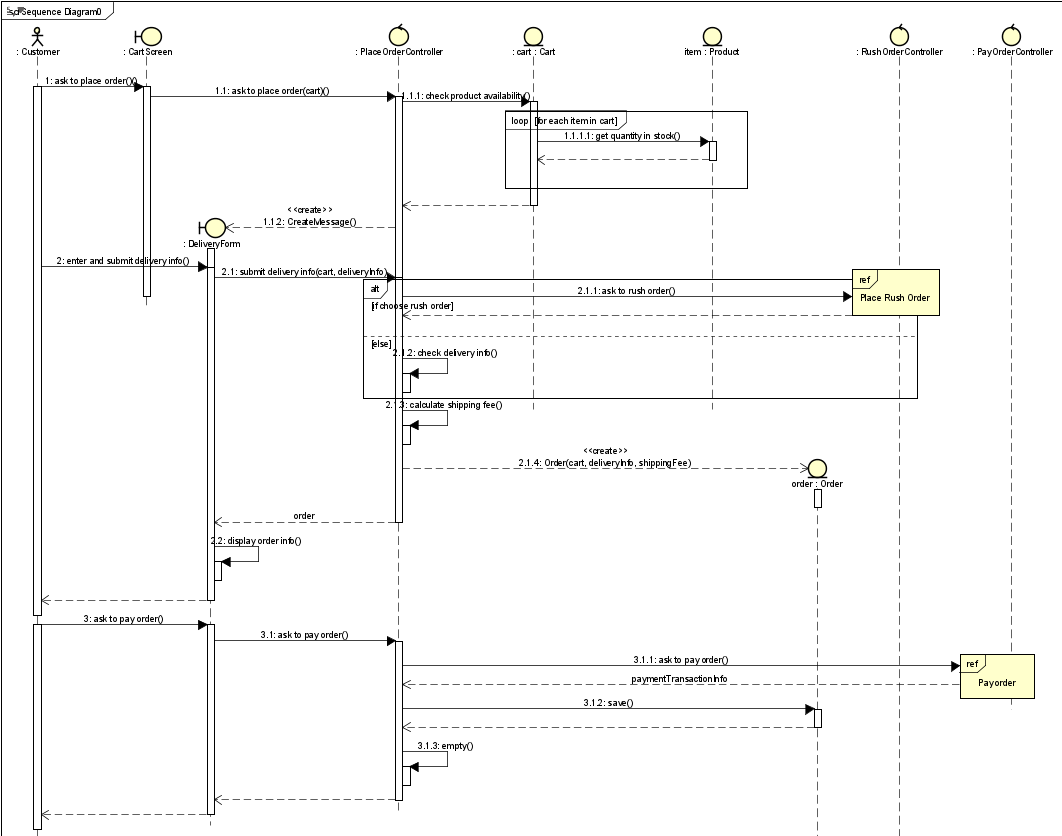 Sequence Diagram0
: Customer
: CartScreen
: PlaceOrderController
: cart : Cart
item : Product
: RushOrderController
: PayOrderController
1: ask to place order()
1.1: ask to place order(cart)()
1.1.1: check product availability()
loop [for each item in cart]
1.1.1.1: get quantity in stock()
<<create>>
1.1.2: CreateMessage()
: DeliveryForm
2: enter and submit delivery info()
2.1: submit delivery info(cart, deliveryInfo)
alt
[if choose rush order]
2.1.1: ask to rush order()
ref
Place Rush Order
[else]
2.1.2: check delivery info()
2.1.3: calculate shipping fee()
<<create>>
2.1.4: Order(cart, deliveryInfo, shippingFee)
order : Order
order
2.2: display order info()
3: ask to pay order()
3.1: ask to pay order()
3.1.1: ask to pay order()
ref
Payorder
paymentTransactionInfo
3.1.2: save()
3.1.3: empty()